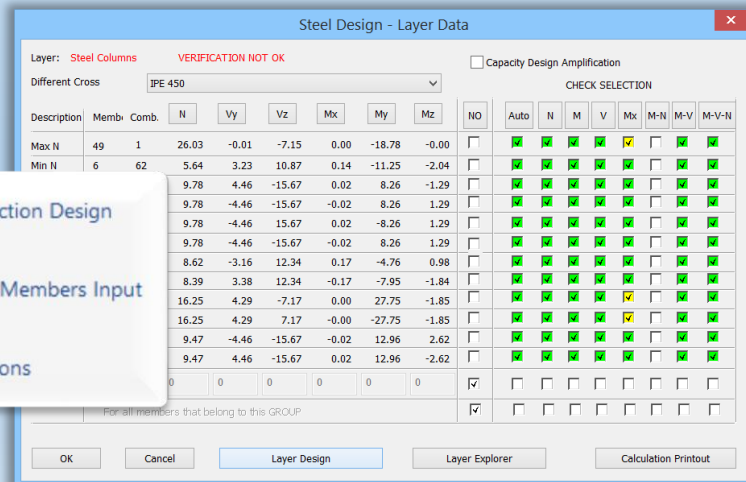 Steel Design - Layer Data
Layer: Steel Columns VERIFICATION NOT OK
Capacity Design Amplification
Different Cross IPE 450
CHECK SELECTION
Description Membe Comb. N Vy Vz Mx My Mz NO Auto N M V Mx M-N M-V M-V-N
Max N 49 1 26.03 -0.01 -7.15 0.00 -18.78 -0.00
Min N 6 62 5.64 3.23 10.87 0.14 -11.25 -2.04
9.78 4.46 -15.67 0.02 8.26 -1.29
ction Design 9.78 4.46 15.67 0.02 -8.26 -1.29
9.78 -4.46 15.67 0.02 -8.26 1.29
9.78 -4.46 -15.67 0.02 8.26 1.29
8.62 -3.16 12.34 0.17 -4.76 0.98
Members Input 8.39 3.38 12.34 -0.17 -7.95 -1.84
16.25 4.29 -7.17 0.00 27.75 -1.85
16.25 4.29 7.17 -0.00 -27.75 -1.85
9.47 -4.46 -15.67 0.02 12.96 2.62
ons 9.47 4.46 -15.67 0.02 12.96 -2.62
0 0 0 0 0 0
For all members that belong to this GROUP
OK Cancel Layer Design Layer Explorer Calculation Printout